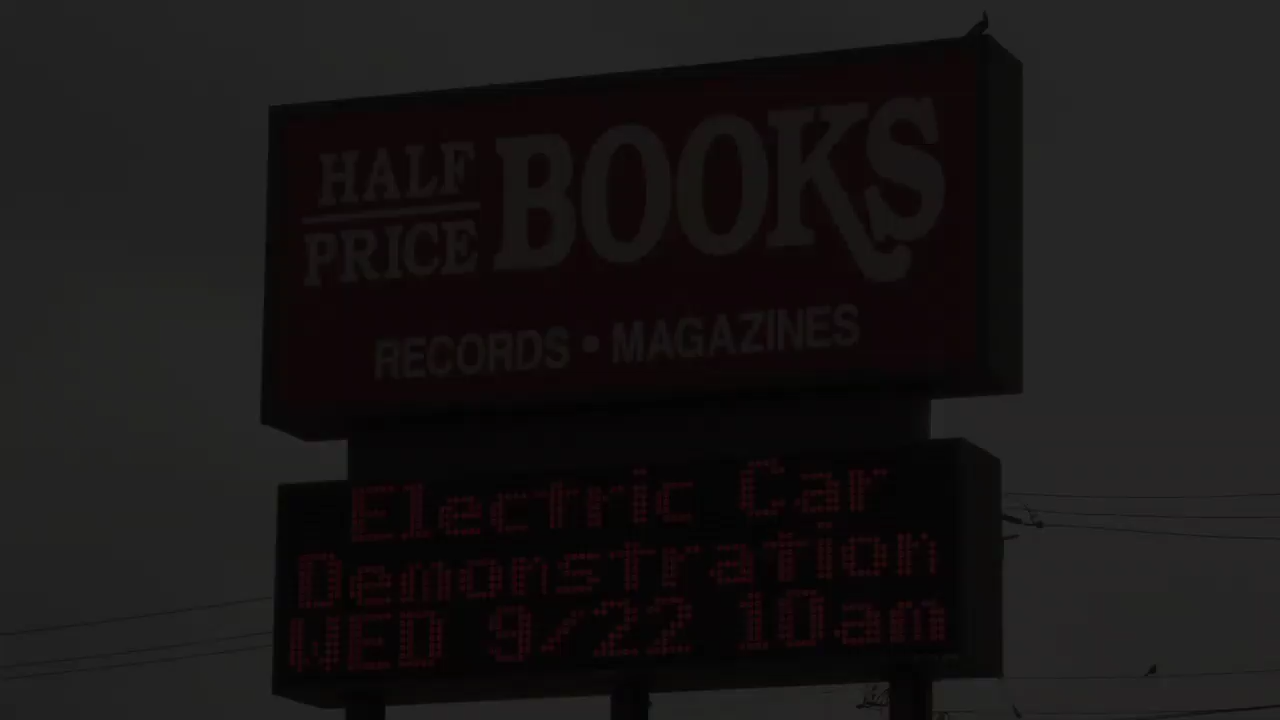 HALF
PRICE BOOKS
RECORDS • MAGAZINES
Electric Car
Demonstration
WED 9/22 10am